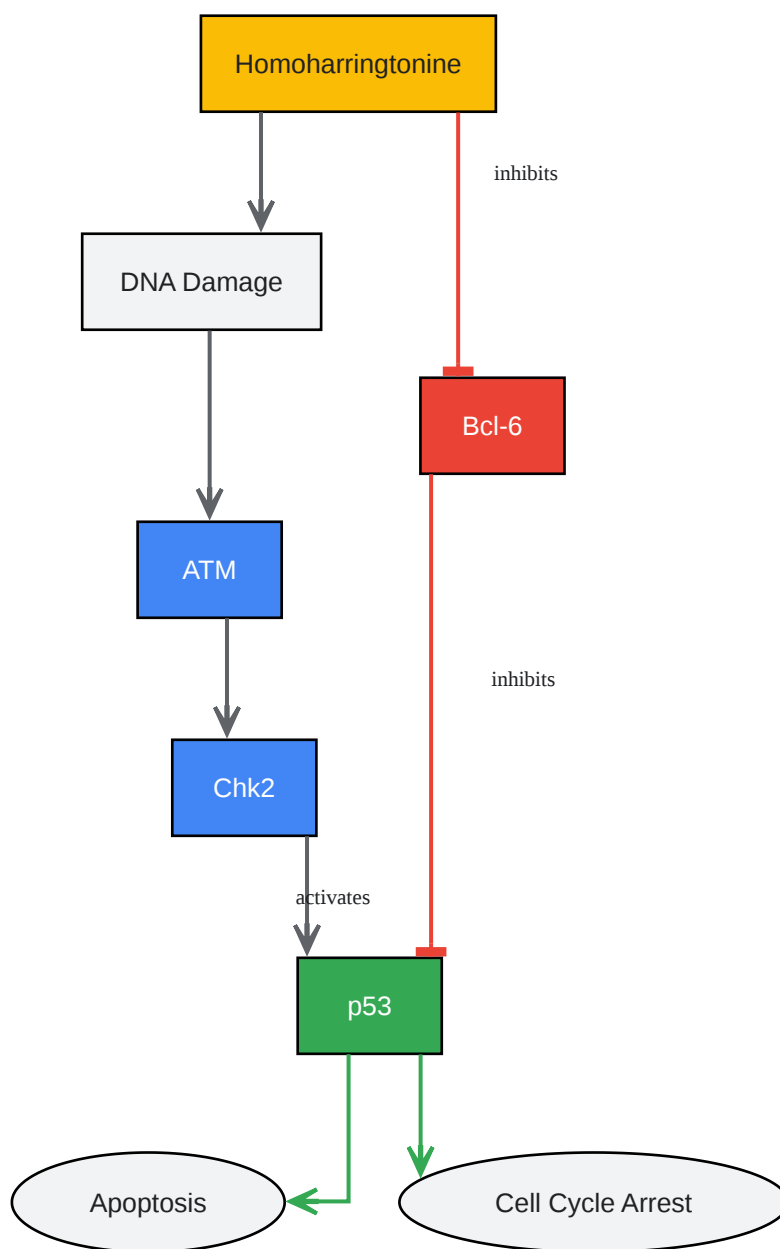 Homoharringtonine
inhibits
DNA Damage
Bcl-6
ATM
inhibits
Chk2
activates
p53
Apoptosis
Cell Cycle Arrest